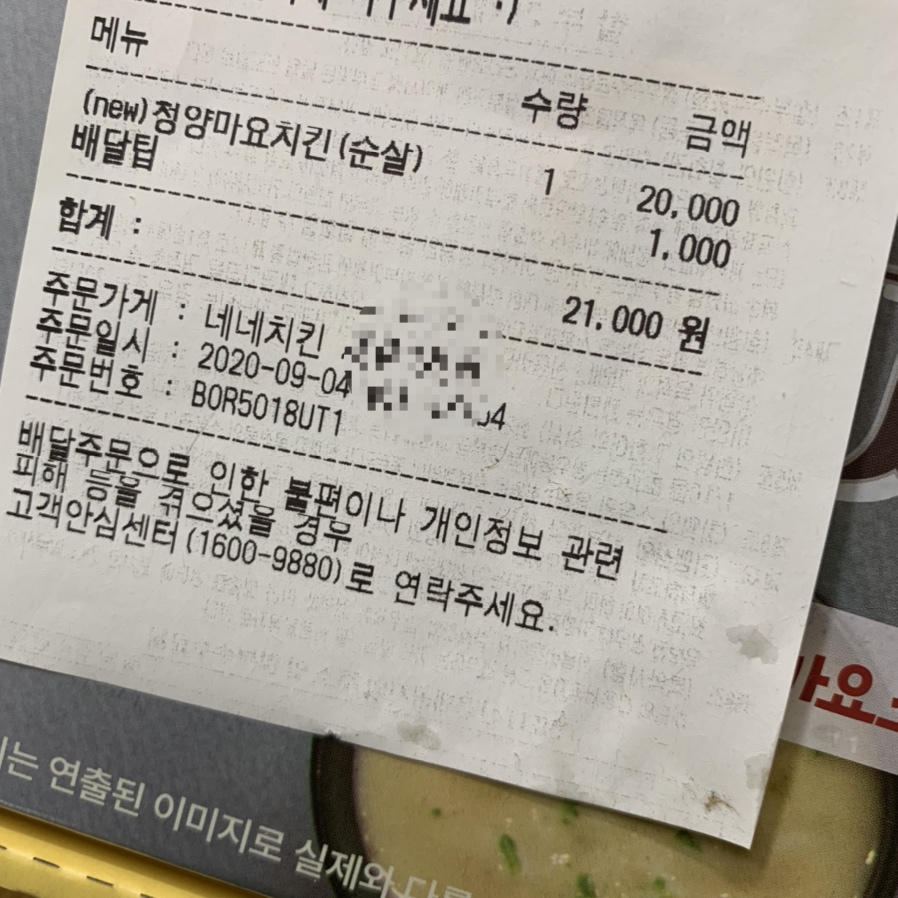 메뉴 수량 금액
(new)청양마요치킨(순살) 1 20,000
배달팁 1,000
합계 : 21,000 원
주문가게 : 네네치킨
주문일시 : 2020-09-04
주문번호 : B0R5018UT1
배달주문으로 인한 불편이나 개인정보 관련
피해 등을 겪으셨을 경우
고객안심센터(1600-9880)로 연락주세요.
연출된 이미지로 실제와